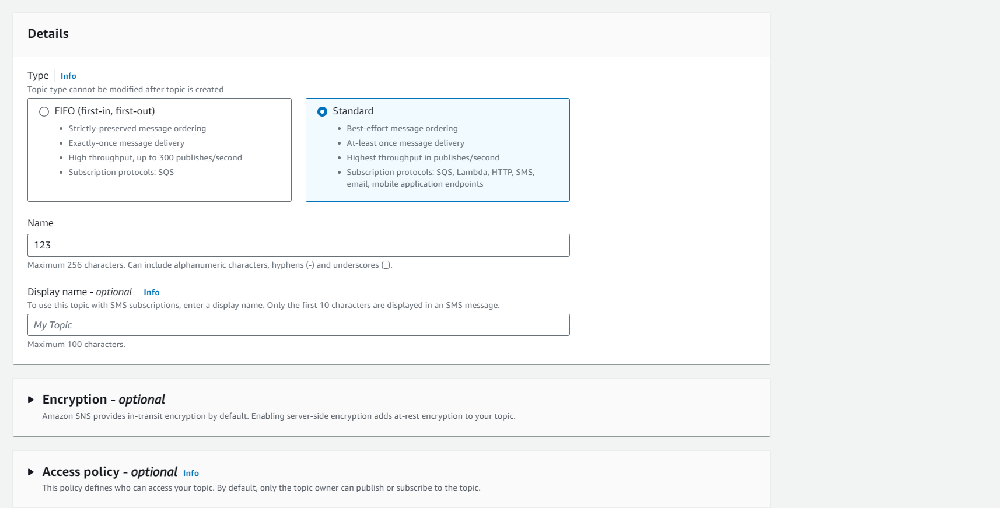 Details
Type Info
Topic type cannot be modified after topic is created
FIFO (first-in, first-out)
Strictly-preserved message ordering
Exactly-once message delivery
High throughput, up to 300 publishes/second
Subscription protocols: SQS
Standard
Best-effort message ordering
At-least once message delivery
Highest throughput in publishes/second
Subscription protocols: SQS, Lambda, HTTP, SMS,
email, mobile application endpoints
Name
123
Maximum 256 characters. Can include alphanumeric characters, hyphens (-) and underscores (_).
Display name - optional Info
To use this topic with SMS subscriptions, enter a display name. Only the first 10 characters are displayed in an SMS message.
My Topic
Maximum 100 characters.
Encryption - optional
Amazon SNS provides in-transit encryption by default. Enabling server-side encryption adds at-rest encryption to your topic.
Access policy - optional Info
This policy defines who can access your topic. By default, only the topic owner can publish or subscribe to the topic.